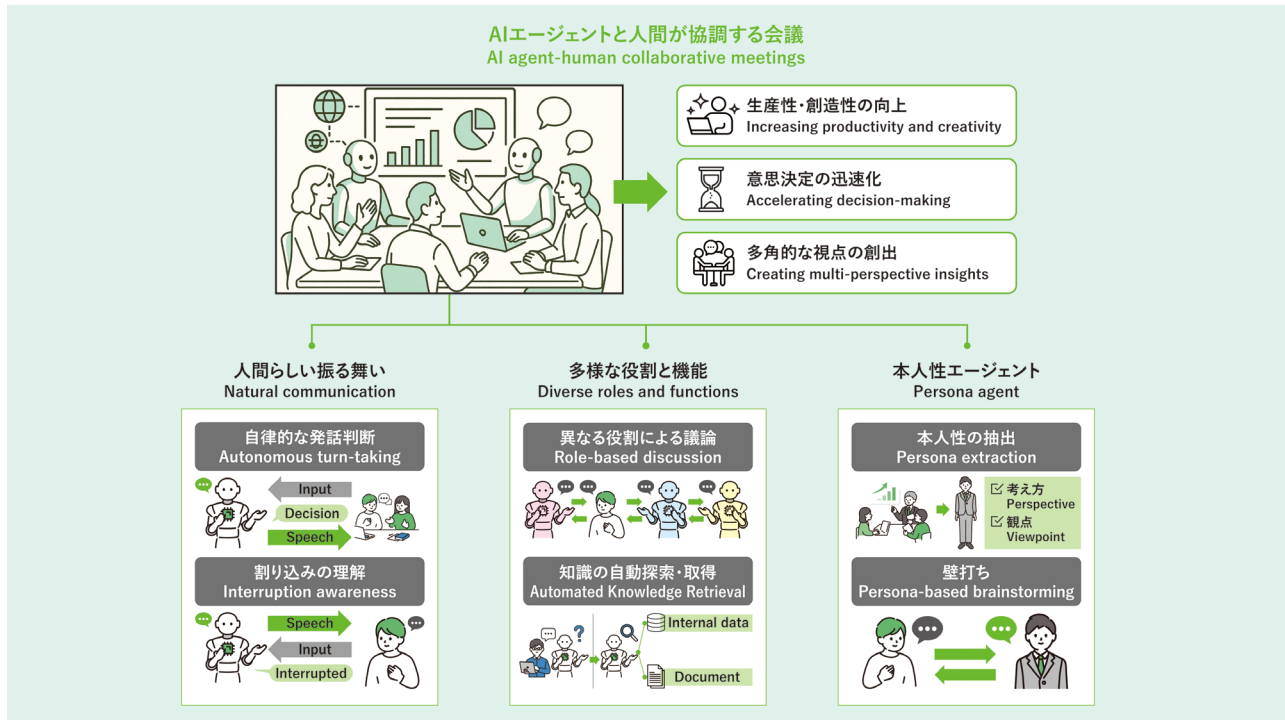 AIエージェントと人間が協調する会議
AI agent-human collaborative meetings
生産性・創造性の向上
Increasing productivity and creativity
意思決定の迅速化
Accelerating decision-making
多角的な視点の創出
Creating multi-perspective insights
人間らしい振る舞い
Natural communication
自律的な発話判断
Autonomous turn-taking
Input
Decision
Speech
割り込みの理解
Interruption awareness
Speech
Input
Interrupted
多様な役割と機能
Diverse roles and functions
異なる役割による議論
Role-based discussion
知識の自動探索・取得
Automated Knowledge Retrieval
?
Internal data
Document
本人性エージェント
Persona agent
本人性の抽出
Persona extraction
考え方
Perspective
観点
Viewpoint
壁打ち
Persona-based brainstorming